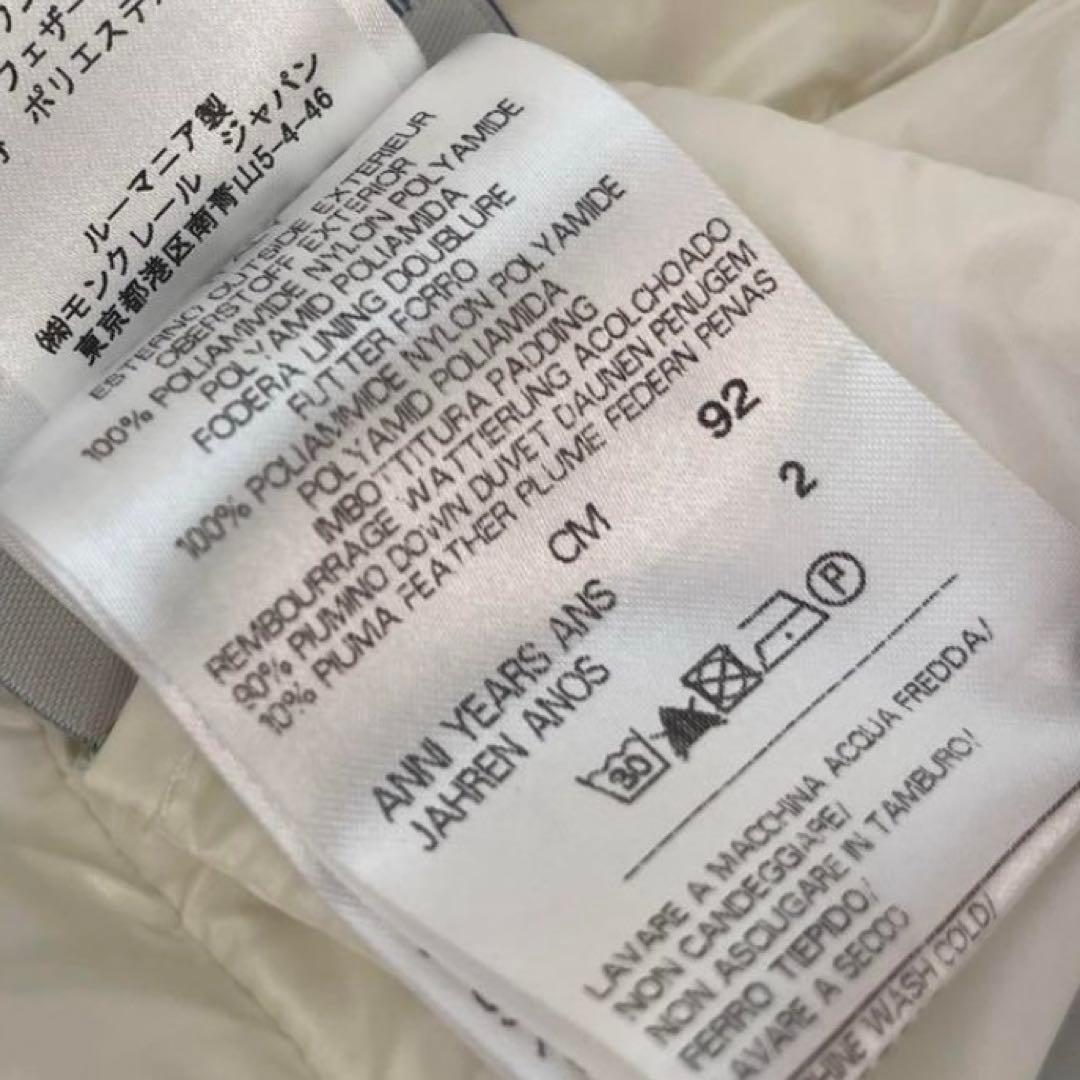 フェザー
ポリエステル
ルーマニア製
㈱モンクレール ジャパン
東京都港区南青山5-4-46
ESTERNO OUTSIDE EXTERIEUR
OBERSTOFF EXTERIOR
100% POLIAMMIDE NYLON POLYAMIDE
POLYAMID POLIAMIDA
FODERA LINING DOUBLURE
FUTTER FORRO
100% POLIAMMIDE NYLON POLYAMIDE
POLYAMID POLIAMIDA
IMBOTTITURA PADDING
REMBOURRAGE WATTIERUNG ACOLCHOADO
90% PIUMINO DOWN DUVET DAUNEN PENUGEM
10% PIUMA FEATHER PLUME FEDERN PENAS
CM 92
ANNI YEARS ANS 2
JAHREN ANOS
30 P
LAVARE A MACCHINA ACQUA FREDDA/
NON CANDEGGIARE/
NON ASCIUGARE IN TAMBURO/
FERRO TIEPIDO/
AVARE A SECCO
HINE WASH COLD/